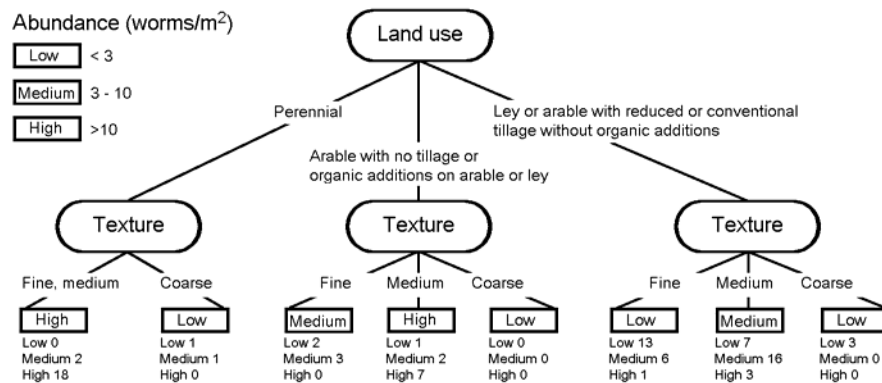 Abundance (worms/m²)
Low < 3
Medium 3 - 10
High >10
Land use
Perennial
Arable with no tillage or
organic additions on arable or ley
Ley or arable with reduced or conventional
tillage without organic additions
Texture
Texture
Texture
Fine, medium
Coarse
Fine
Medium
Coarse
Fine
Medium
Coarse
High
Low 0
Medium 2
High 18
Low
Low 1
Medium 1
High 0
Medium
Low 2
Medium 3
High 0
High
Low 1
Medium 2
High 7
Low
Low 0
Medium 0
High 0
Low
Low 13
Medium 6
High 1
Medium
Low 7
Medium 16
High 3
Low
Low 3
Medium 0
High 0